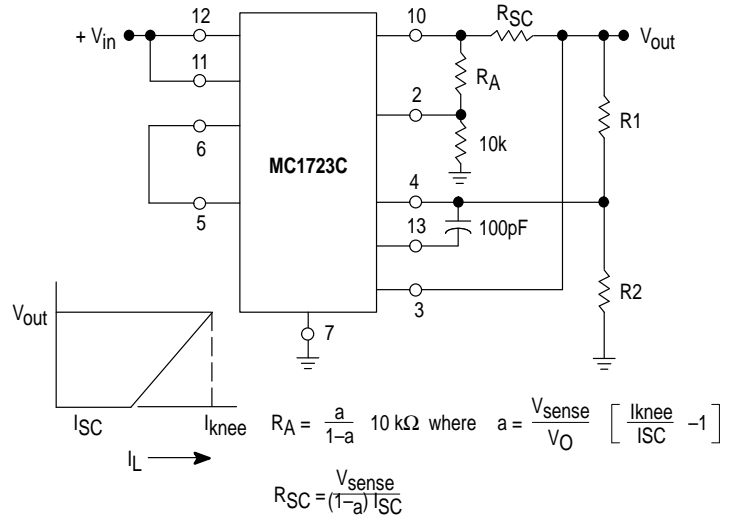 12
10
RSC
+ Vin
Vout
11
RA
2
R1
6
10k
MC1723C
4
5
13
100pF
3
R2
7
Vout
ISC
Iknee
IL
RA = a/1–a 10 kΩ where a = Vsense/VO [ Iknee/ISC –1 ]
RSC = Vsense/(1–a) ISC